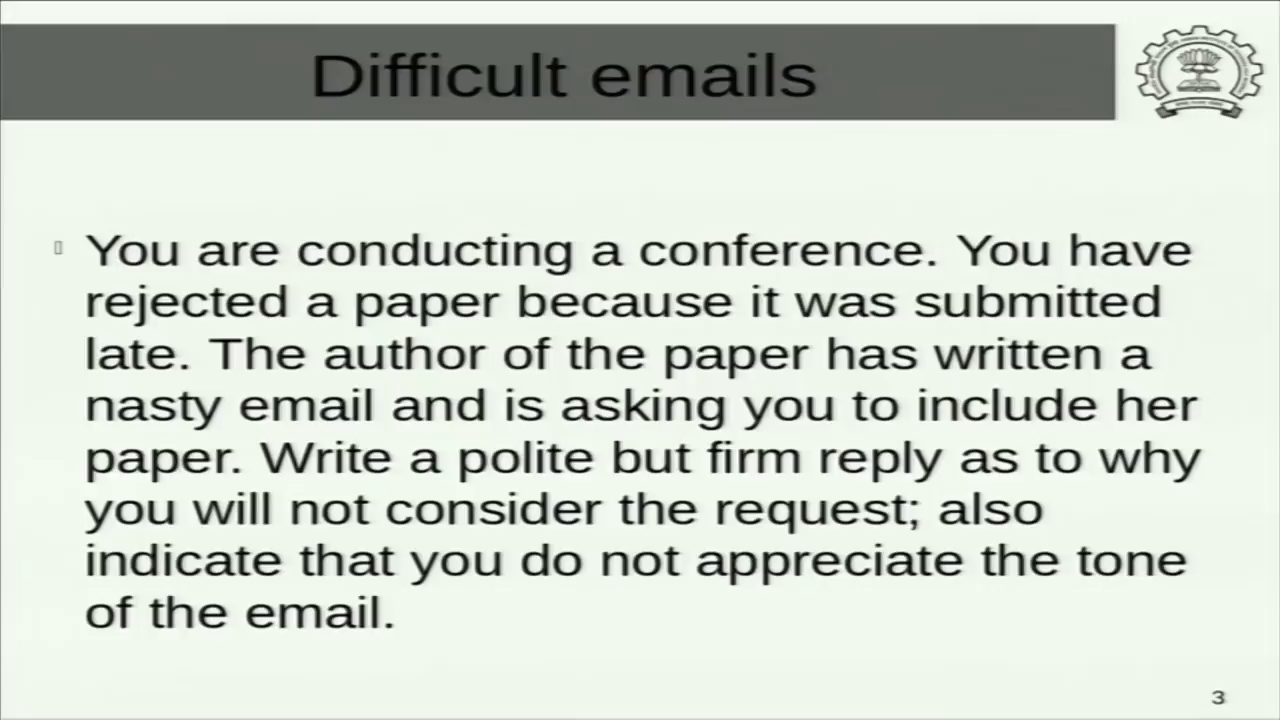 Difficult emails
You are conducting a conference. You have
rejected a paper because it was submitted
late. The author of the paper has written a
nasty email and is asking you to include her
paper. Write a polite but firm reply as to why
you will not consider the request; also
indicate that you do not appreciate the tone
of the email.
3